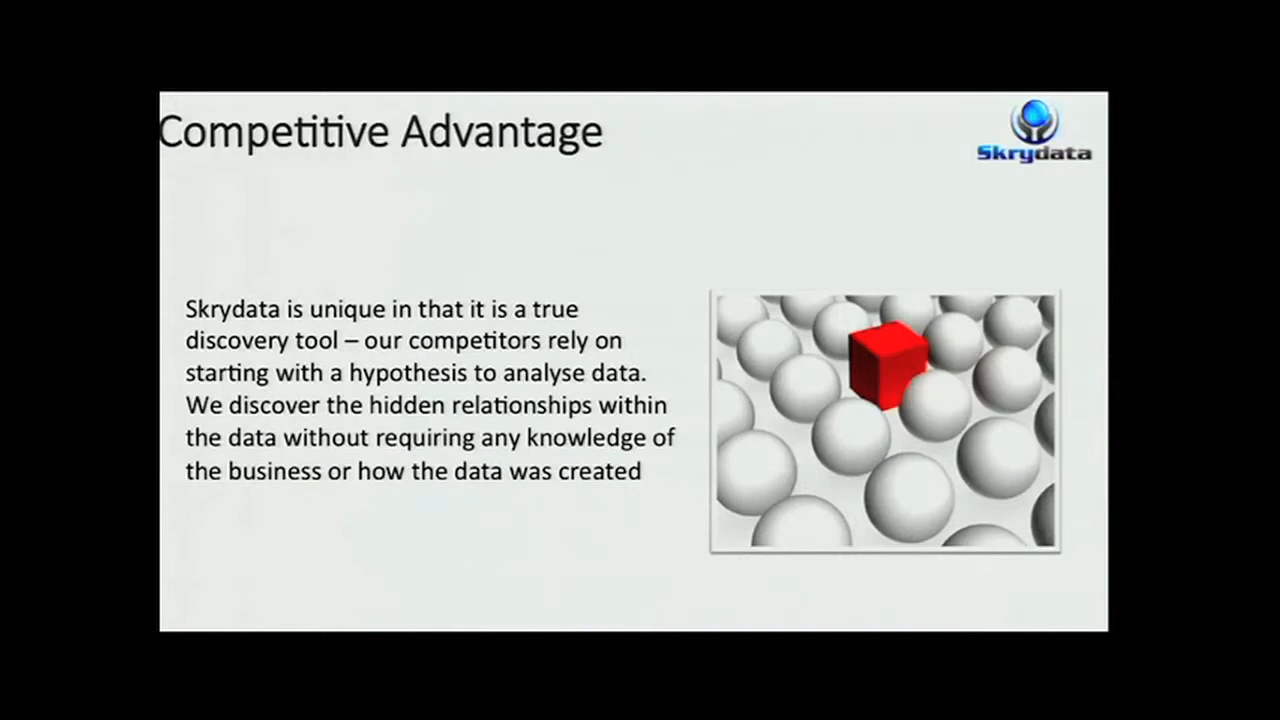 Competitive Advantage
Skrydata
Skrydata is unique in that it is a true
discovery tool – our competitors rely on
starting with a hypothesis to analyse data.
We discover the hidden relationships within
the data without requiring any knowledge of
the business or how the data was created